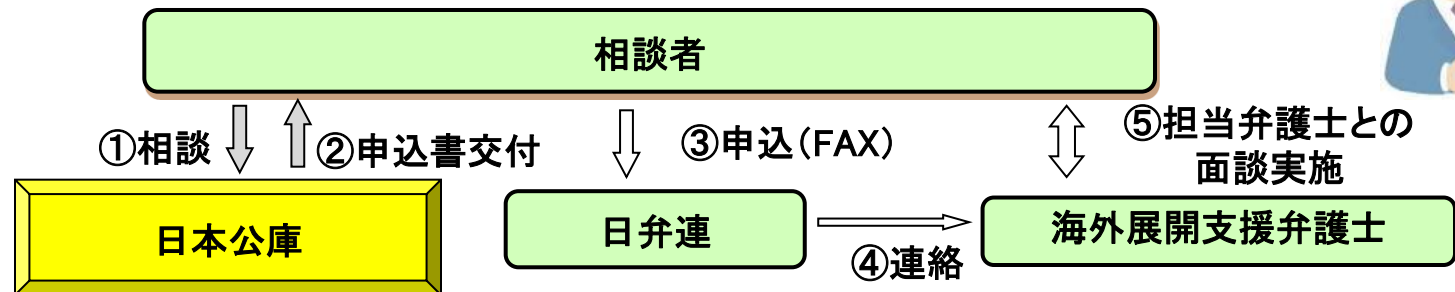 相談者
①相談
②申込書交付
③申込(FAX)
⑤担当弁護士との
面談実施
日本公庫
日弁連
④連絡
海外展開支援弁護士